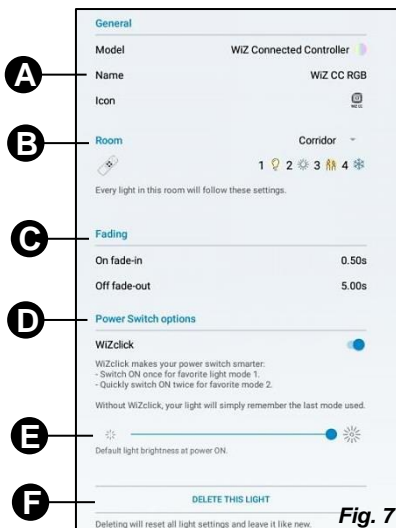 General
Model WiZ Connected Controller
A Name WiZ CC RGB
Icon
B Room Corridor
1 2 3 4
Every light in this room will follow these settings.
C Fading
On fade-in 0.50s
Off fade-out 5.00s
D Power Switch options
WiZclick
WiZclick makes your power switch smarter:
- Switch ON once for favorite light mode 1.
- Quickly switch ON twice for favorite mode 2.
Without WiZclick, your light will simply remember the last mode used.
E
Default light brightness at power ON.
F DELETE THIS LIGHT
Deleting will reset all light settings and leave it like new.
Fig. 7